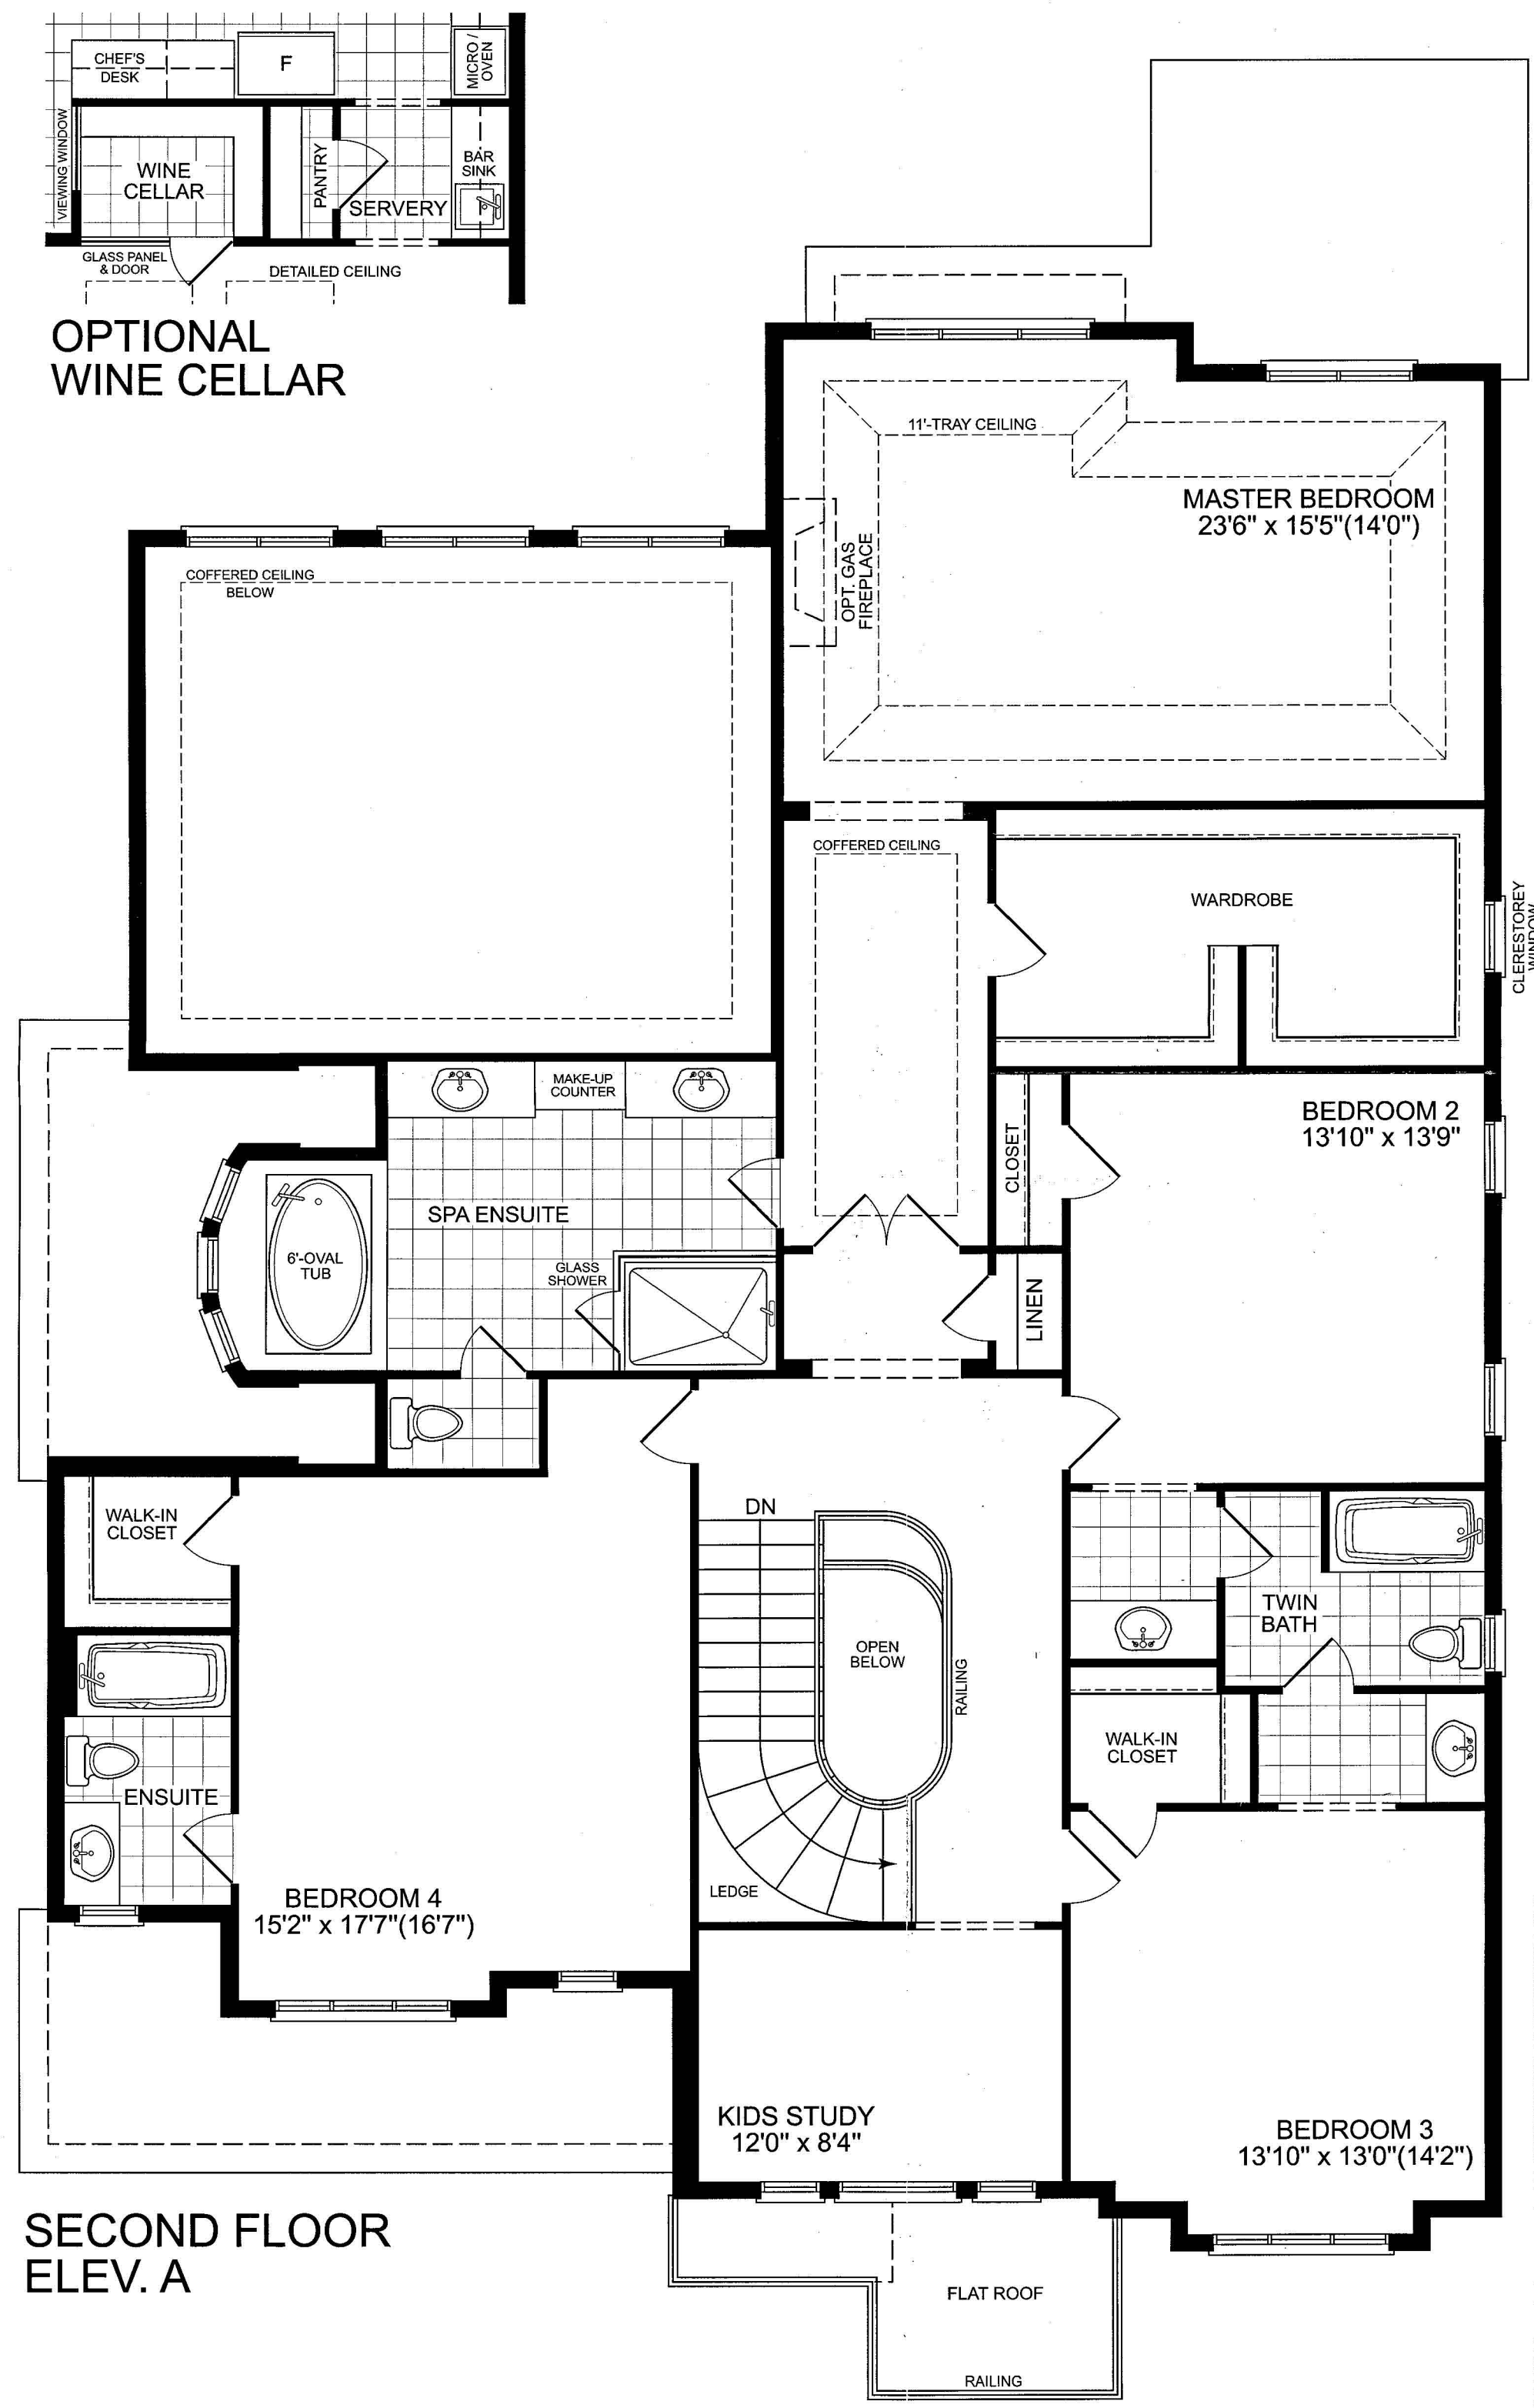 CHEF'S
DESK
F
MICRO /
OVEN
VIEWING WINDOW
WINE
CELLAR
PANTRY
SERVERY
BAR
SINK
GLASS PANEL
& DOOR
DETAILED CEILING
OPTIONAL
WINE CELLAR
11'-TRAY CEILING
MASTER BEDROOM
23'6" x 15'5"(14'0")
OPT. GAS
FIREPLACE
COFFERED CEILING
BELOW
COFFERED CEILING
WARDROBE
CLERESTOREY
WINDOW
MAKE-UP
COUNTER
BEDROOM 2
13'10" x 13'9"
CLOSET
SPA ENSUITE
6'-OVAL
TUB
GLASS
SHOWER
LINEN
WALK-IN
CLOSET
DN
OPEN
BELOW
RAILING
TWIN
BATH
WALK-IN
CLOSET
ENSUITE
LEDGE
BEDROOM 4
15'2" x 17'7"(16'7")
KIDS STUDY
12'0" x 8'4"
BEDROOM 3
13'10" x 13'0"(14'2")
SECOND FLOOR
ELEV. A
FLAT ROOF
RAILING